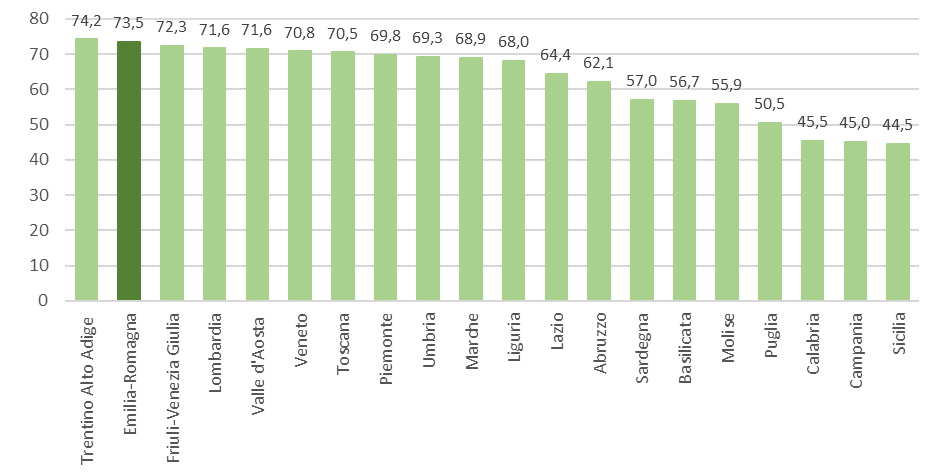 80
70
60
50
40
30
20
10
0
74,2
73,5
72,3
71,6
71,6
70,8
70,5
69,8
69,3
68,9
68,0
64,4
62,1
57,0
56,7
55,9
50,5
45,5
45,0
44,5
Trentino Alto Adige
Emilia-Romagna
Friuli-Venezia Giulia
Lombardia
Valle d'Aosta
Veneto
Toscana
Piemonte
Umbria
Marche
Liguria
Lazio
Abruzzo
Sardegna
Basilicata
Molise
Puglia
Calabria
Campania
Sicilia